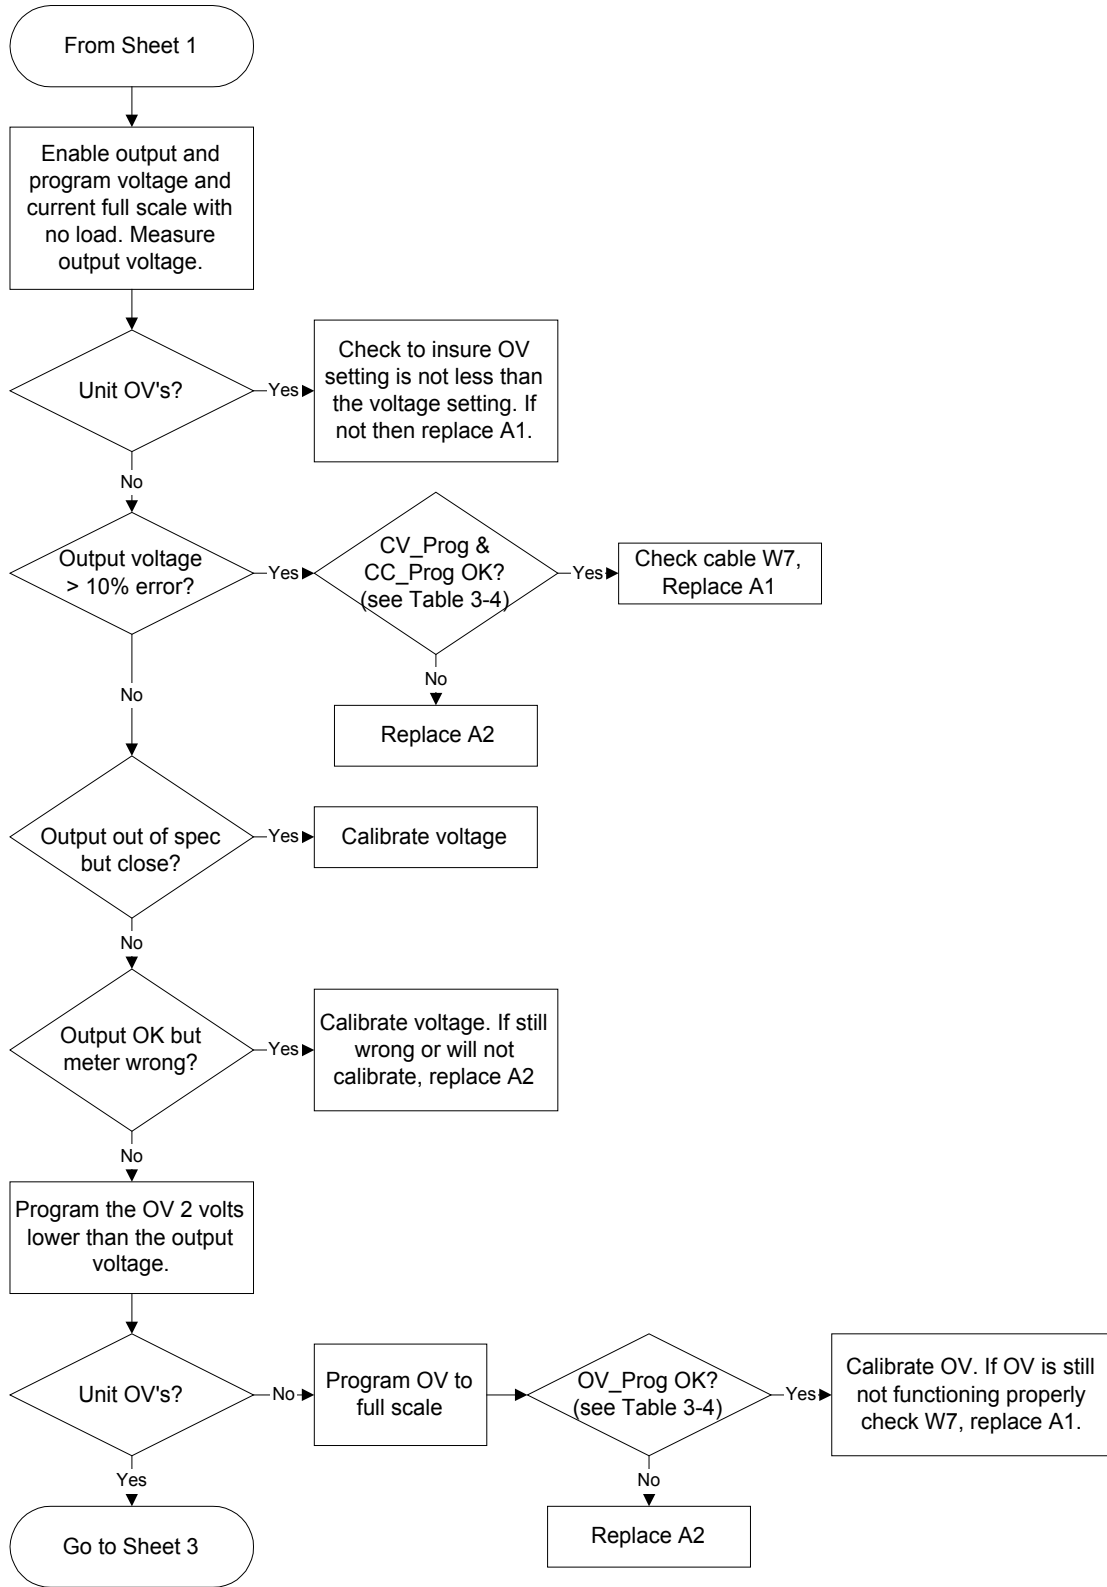 From Sheet 1
Enable output and
program voltage and
current full scale with
no load. Measure
output voltage.
Unit OV's?
Yes
Check to insure OV
setting is not less than
the voltage setting. If
not then replace A1.
No
Output voltage
> 10% error?
Yes
CV_Prog &
CC_Prog OK?
(see Table 3-4)
Yes
Check cable W7,
Replace A1
No
Replace A2
No
Output out of spec
but close?
Yes
Calibrate voltage
No
Output OK but
meter wrong?
Yes
Calibrate voltage. If still
wrong or will not
calibrate, replace A2
No
Program the OV 2 volts
lower than the output
voltage.
Unit OV's?
No
Program OV to
full scale
OV_Prog OK?
(see Table 3-4)
Yes
Calibrate OV. If OV is still
not functioning properly
check W7, replace A1.
No
Replace A2
Yes
Go to Sheet 3